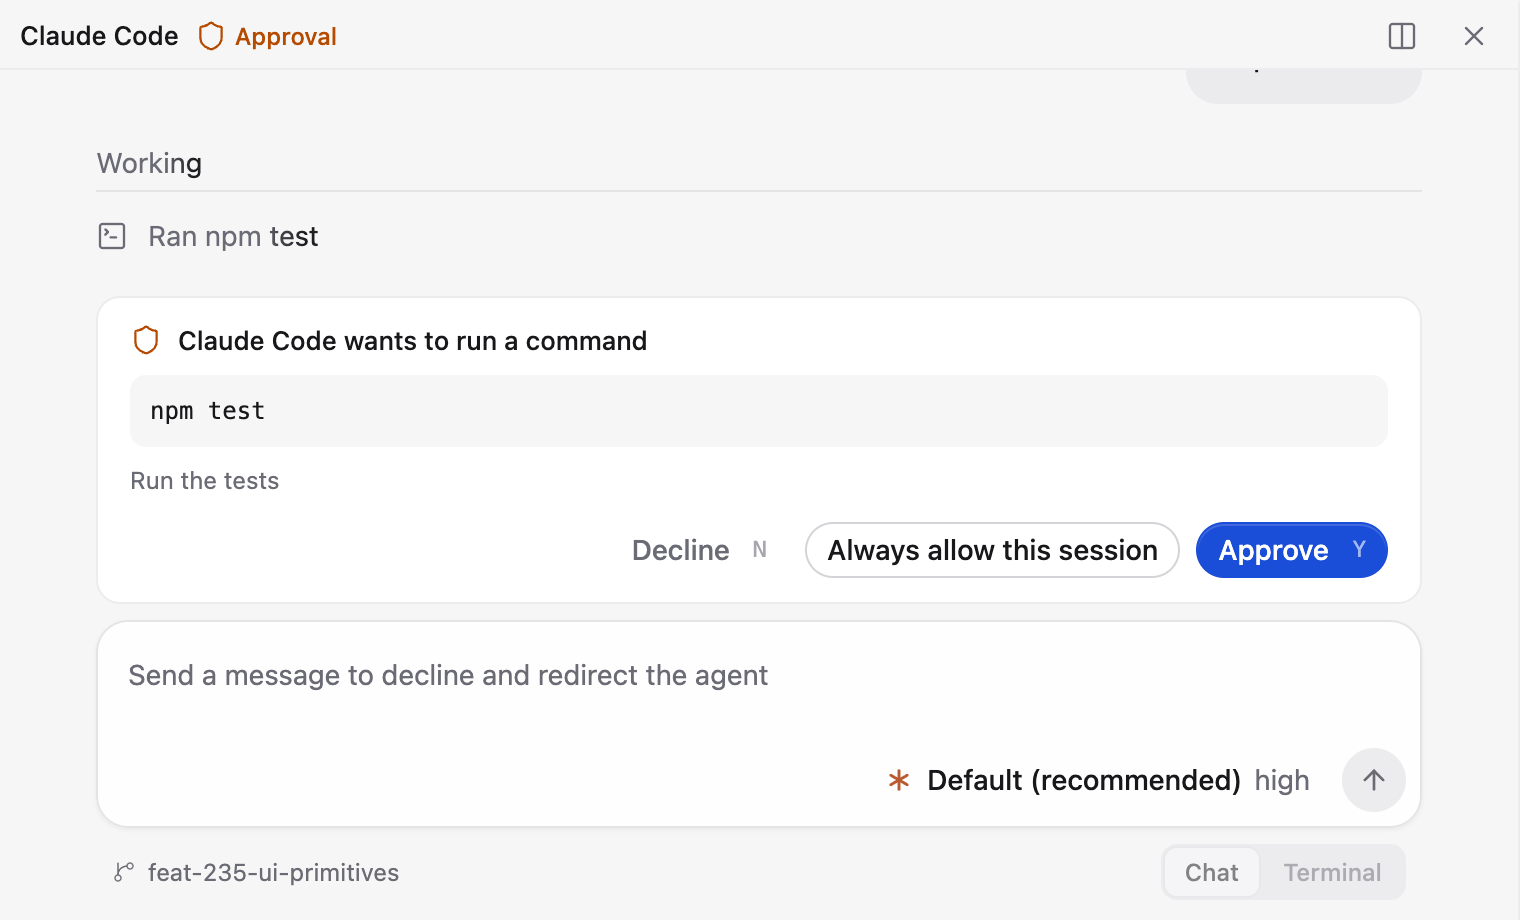 Claude Code Approval
Working
Ran npm test
Claude Code wants to run a command
npm test
Run the tests
Decline N Always allow this session Approve Y
Send a message to decline and redirect the agent
Default (recommended) high
feat-235-ui-primitives Chat Terminal